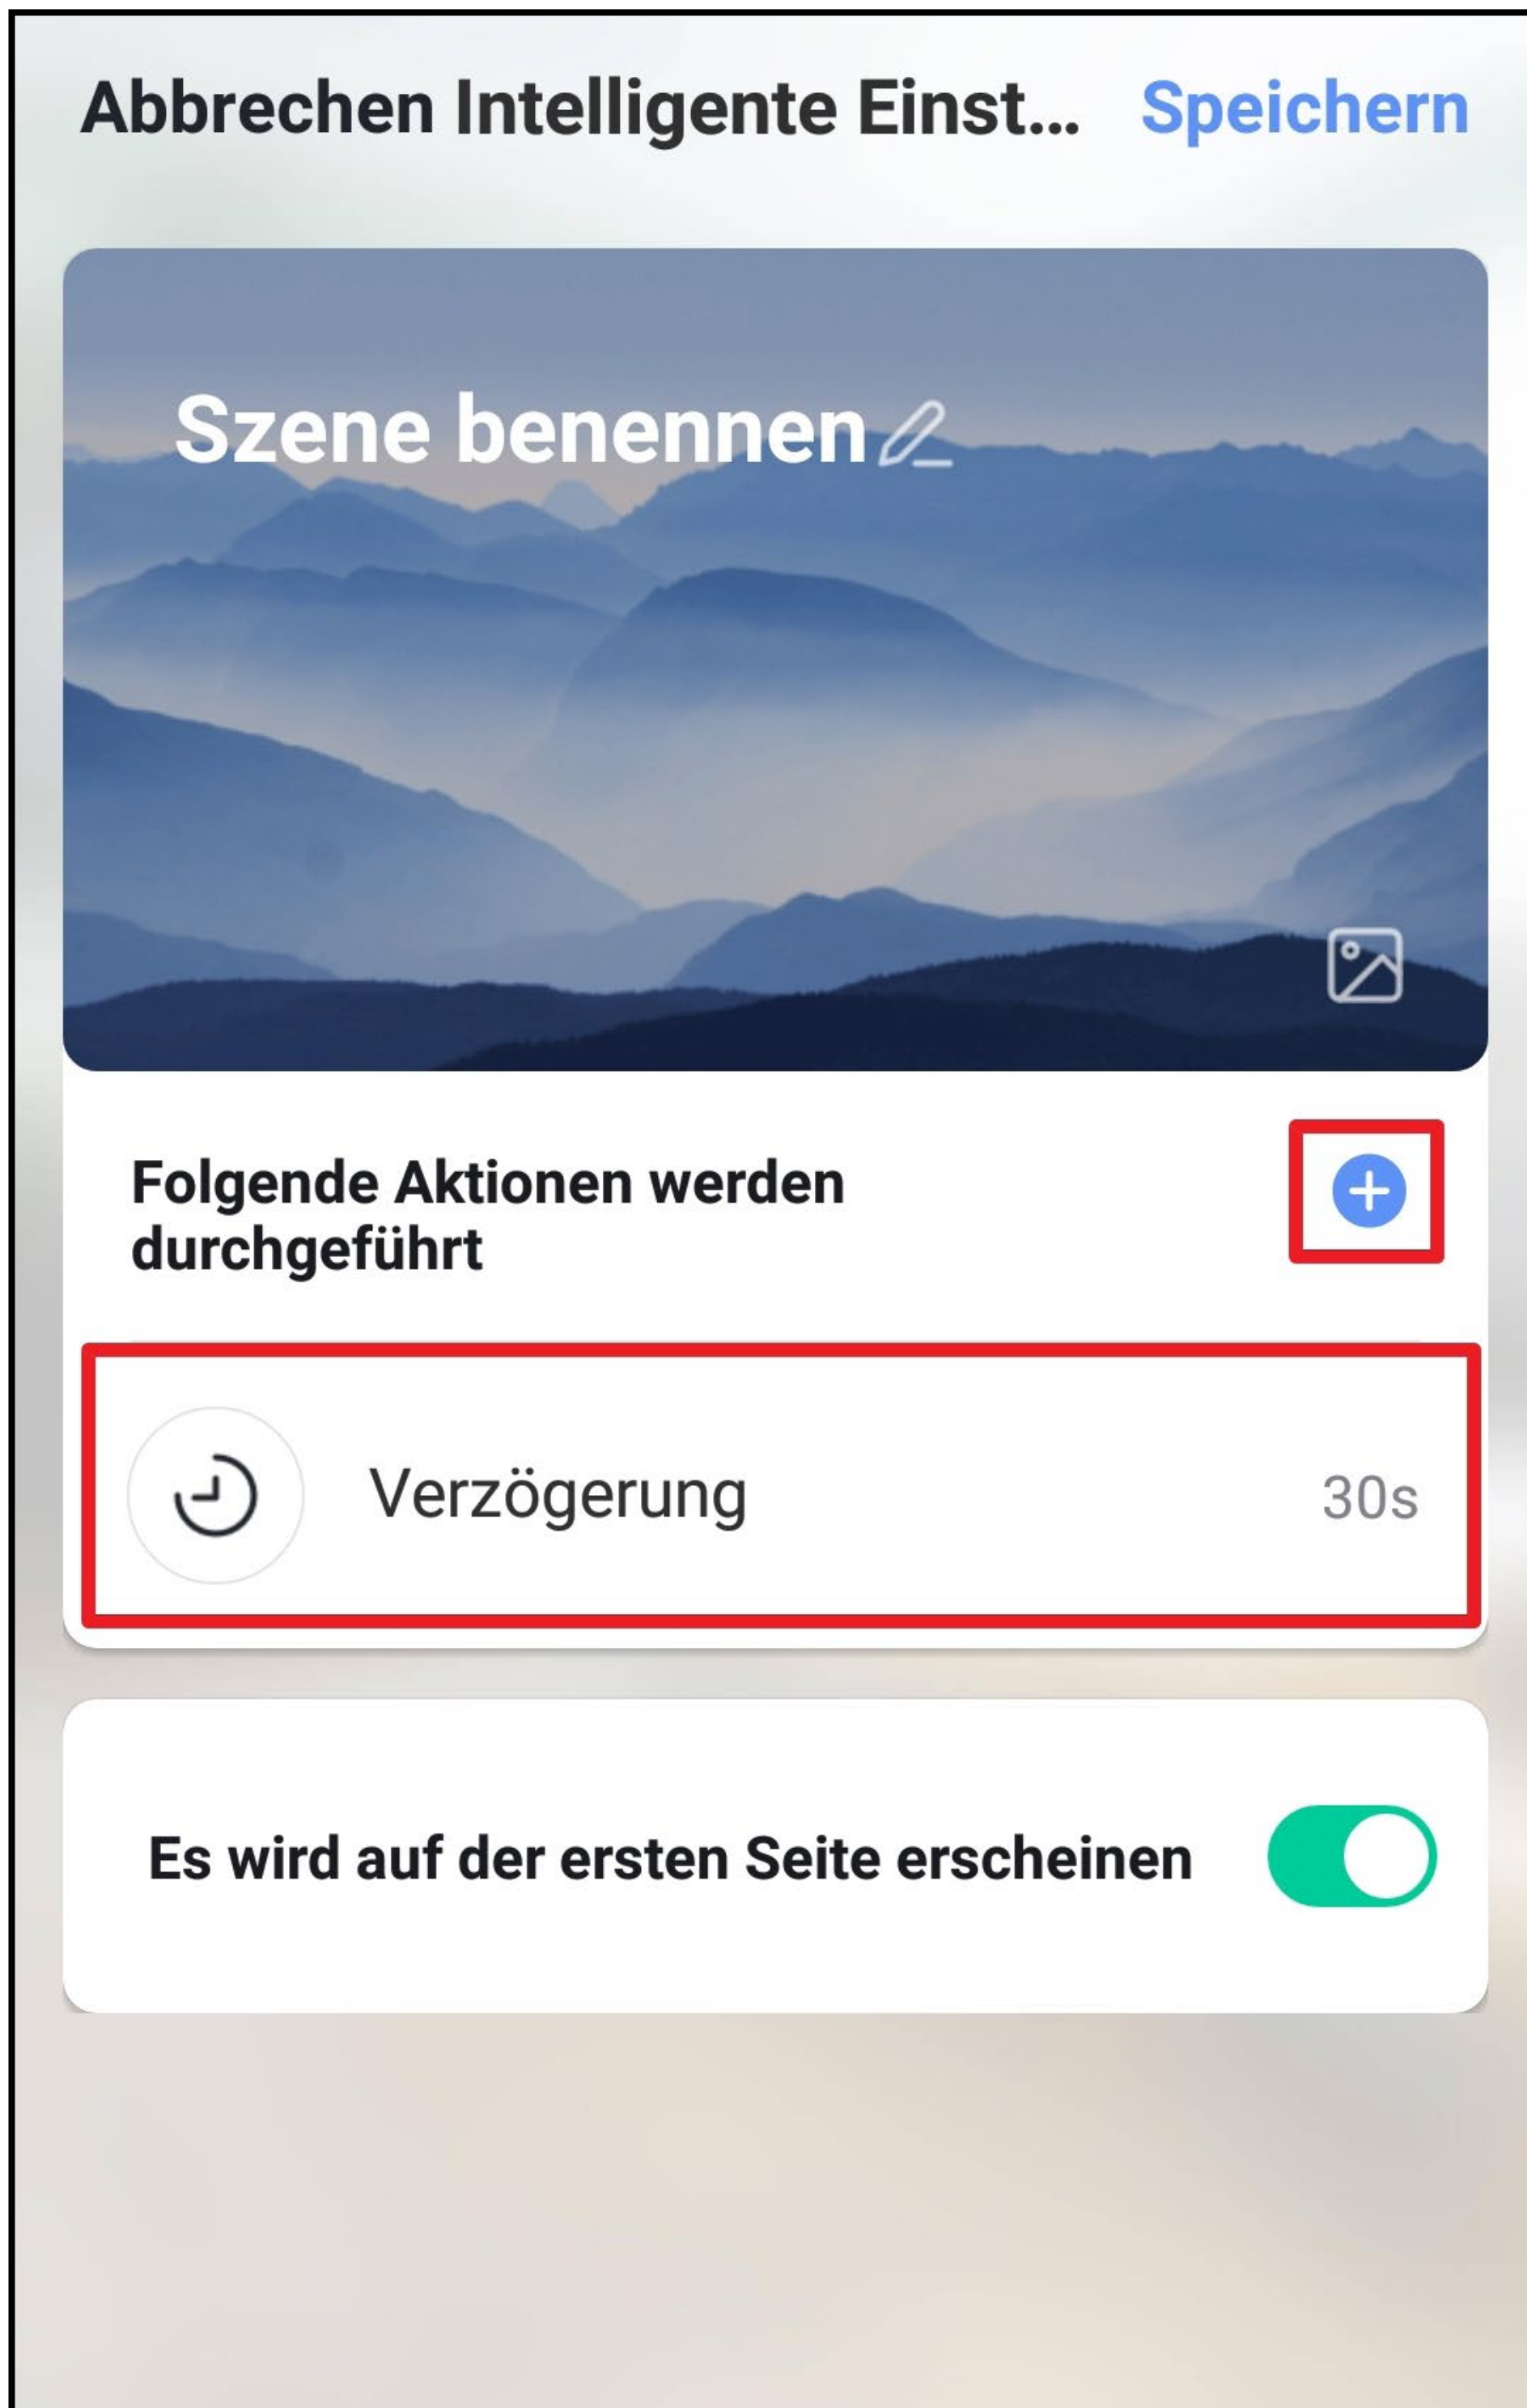 Abbrechen Intelligente Einst... Speichern
Szene benennen
Folgende Aktionen werden
durchgeführt
Verzögerung 30s
Es wird auf der ersten Seite erscheinen